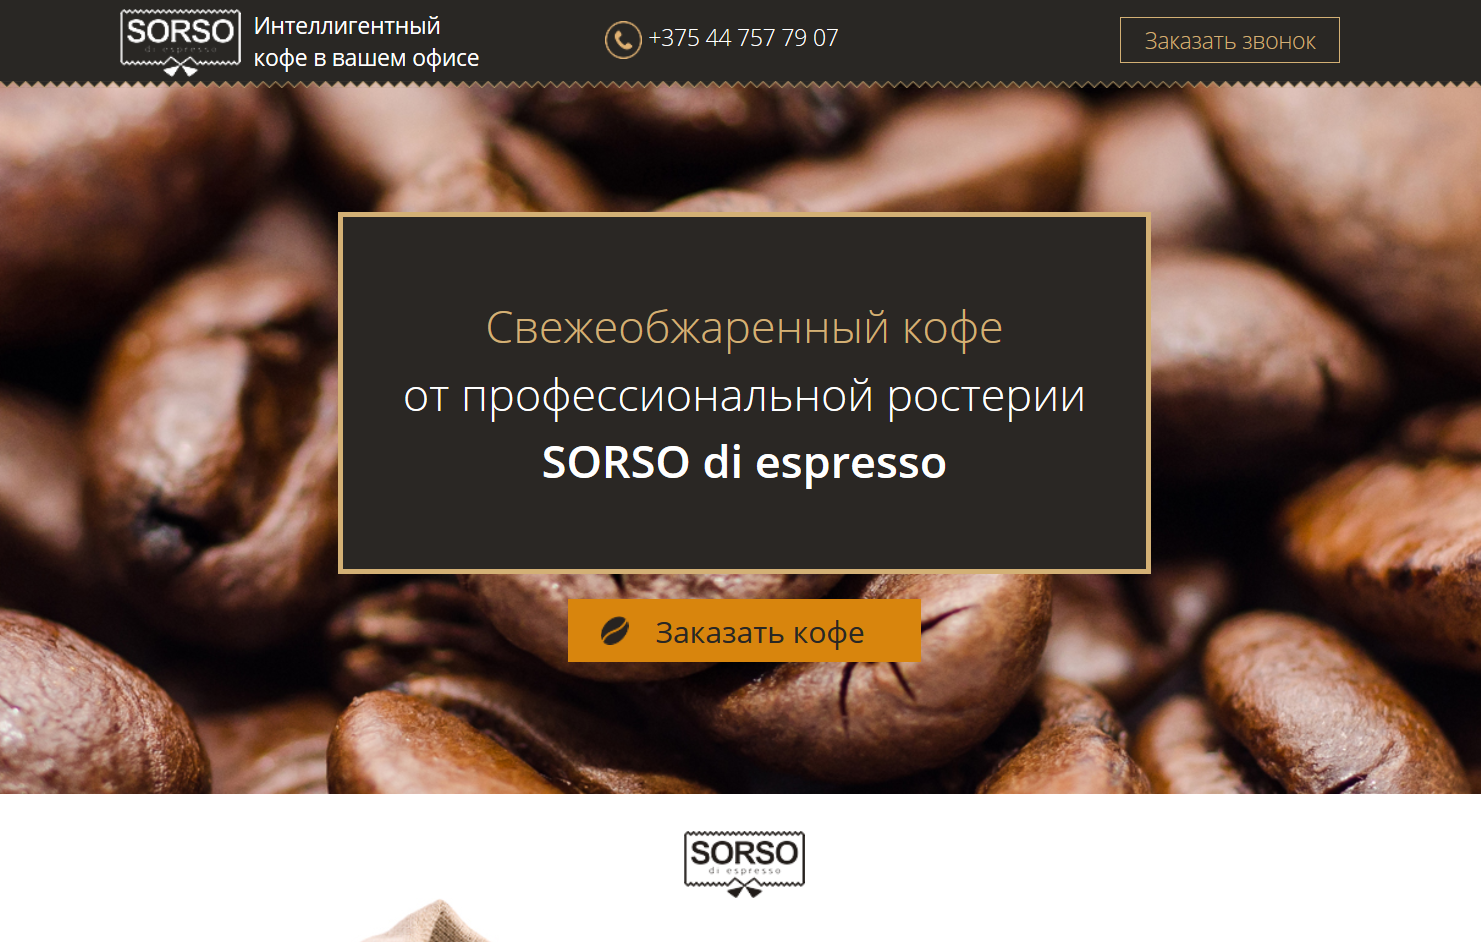 SORSO
di espresso
Интеллигентный
кофе в вашем офисе
+375 44 757 79 07
Заказать звонок
Свежеобжаренный кофе
от профессиональной ростерии
SORSO di espresso
Заказать кофе
SORSO
di espresso